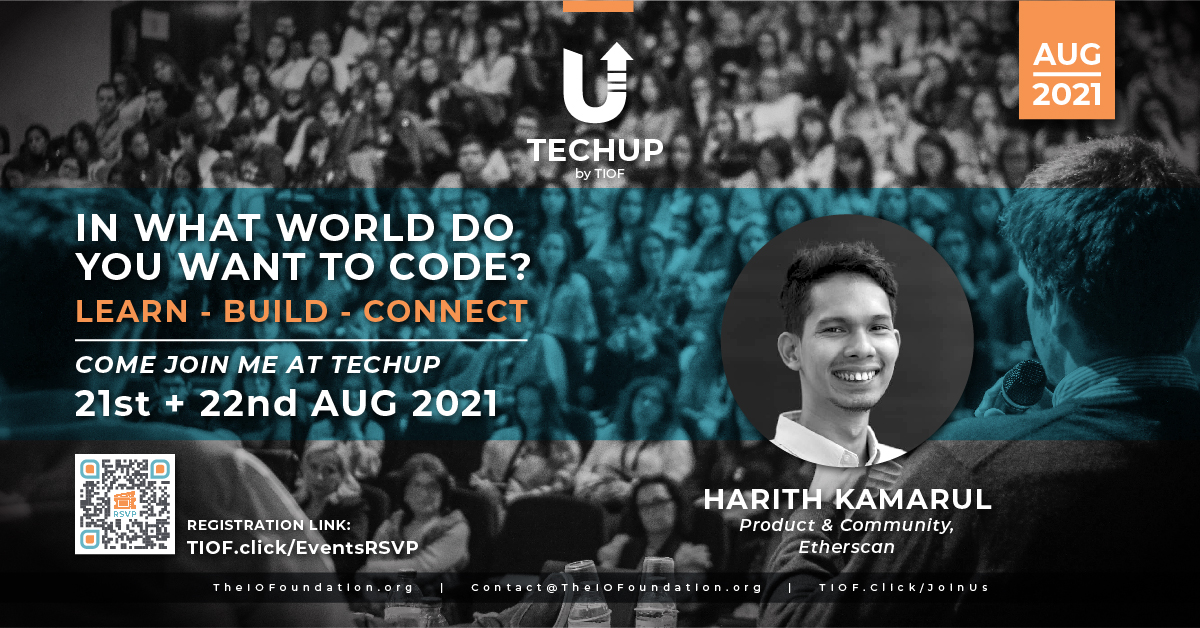 AUG
2021
TECHUP
by TIOF
IN WHAT WORLD DO
YOU WANT TO CODE?
LEARN - BUILD - CONNECT
COME JOIN ME AT TECHUP
21st + 22nd AUG 2021
RSVP
REGISTRATION LINK:
TIOF.click/EventsRSVP
HARITH KAMARUL
Product & Community,
Etherscan
TheIOFoundation.org | Contact@TheIOFoundation.org | TIOF.Click/JoinUs